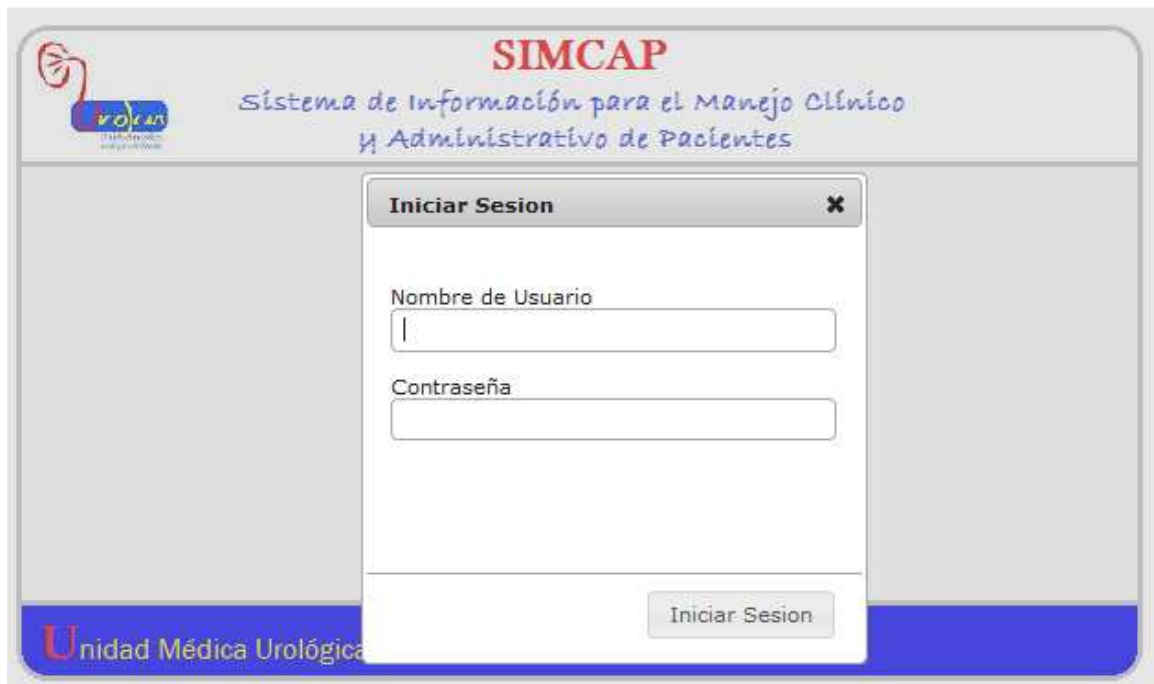 SIMCAP
Sistema de Información para el Manejo Clínico
y Administrativo de Pacientes
Iniciar Sesion
Nombre de Usuario
Contraseña
Iniciar Sesion
Unidad Médica Urológica